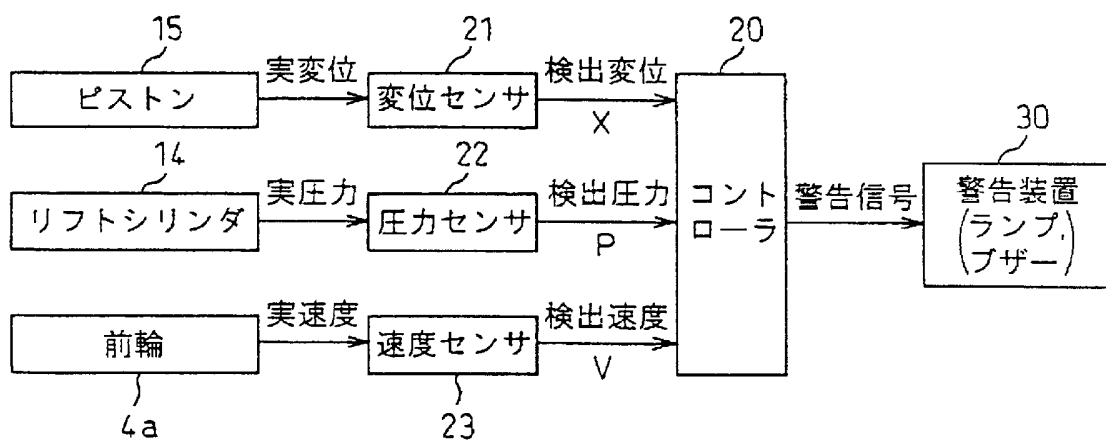 15
21
20
ピストン
実変位
変位センサ
検出変位
X
14
22
リフトシリンダ
実圧力
圧力センサ
検出圧力
P
コント
ローラ
警告信号
30
警告装置
(ランプ,
ブザー)
前輪
実速度
速度センサ
検出速度
V
4a
23